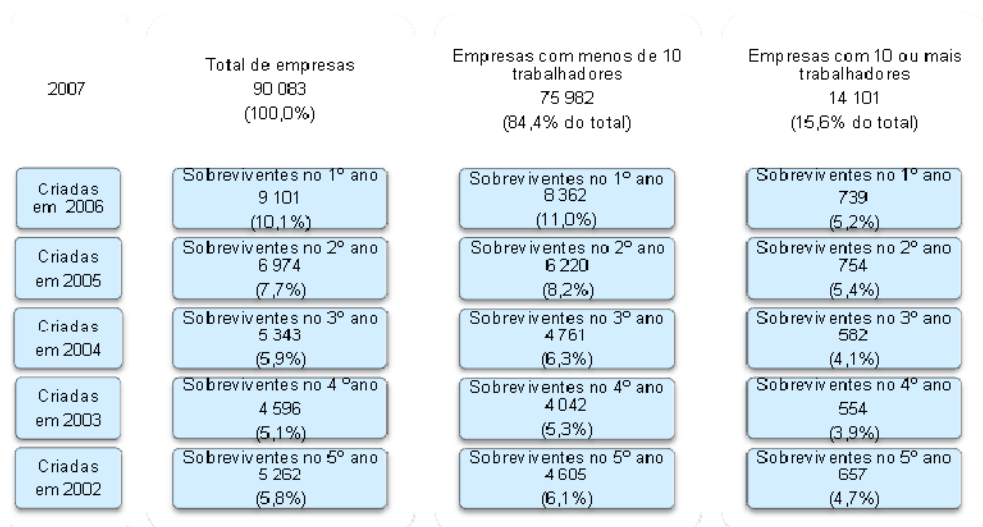 2007
Total de empresas
90 083
(100,0%)
Empresas com menos de 10
trabalhadores
75 982
(84,4% do total)
Empresas com 10 ou mais
trabalhadores
14 101
(15,6% do total)
Criadas
em 2006
Sobreviventes no 1º ano
9 101
(10,1%)
Sobreviventes no 1º ano
8 362
(11,0%)
Sobreviventes no 1º ano
739
(5,2%)
Criadas
em 2005
Sobreviventes no 2º ano
6 974
(7,7%)
Sobreviventes no 2º ano
6 220
(8,2%)
Sobreviventes no 2º ano
754
(5,4%)
Criadas
em 2004
Sobreviventes no 3º ano
5 343
(5,9%)
Sobreviventes no 3º ano
4 761
(6,3%)
Sobreviventes no 3º ano
582
(4,1%)
Criadas
em 2003
Sobreviventes no 4 ºano
4 596
(5,1%)
Sobreviventes no 4º ano
4 042
(5,3%)
Sobreviventes no 4º ano
554
(3,9%)
Criadas
em 2002
Sobreviventes no 5º ano
5 262
(5,8%)
Sobreviventes no 5º ano
4 605
(6,1%)
Sobreviventes no 5º ano
657
(4,7%)